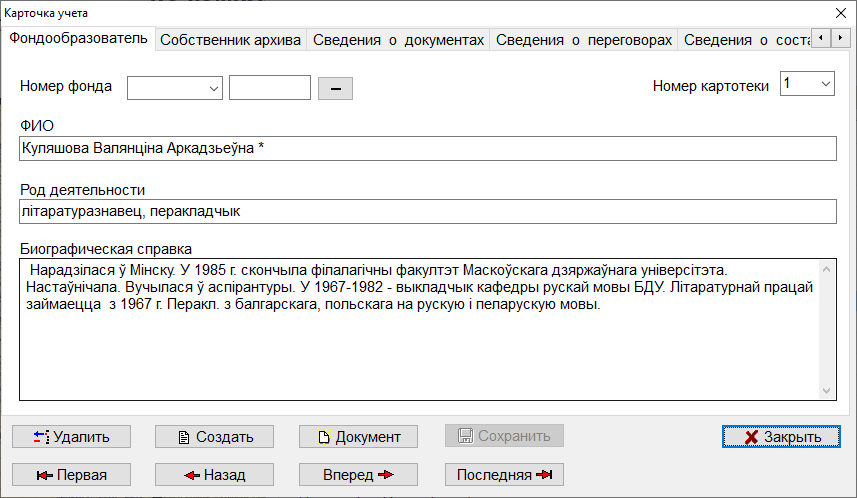 Карточка учета
Фондообразователь Собственник архива Сведения о документах Сведения о переговорах Сведения о соста
Номер фонда Номер картотеки 1
ФИО
Куляшова Валянціна Аркадзьеўна *
Род деятельности
літаратуразнавец, перакладчык
Биографическая справка
Нарадзілася ў Мінску. У 1985 г. скончыла філалагічны факультэт Маскоўскага дзяржаўнага універсітэта.
Настаўнічала. Вучылася ў аспірантуры. У 1967-1982 - выкладчык кафедры рускай мовы БДУ. Літаратурнай працай
займаецца з 1967 г. Перакл. з балгарскага, польскага на рускую і пеларускую мовы.
Удалить Создать Документ Сохранить Закрыть
Первая Назад Вперед Последняя